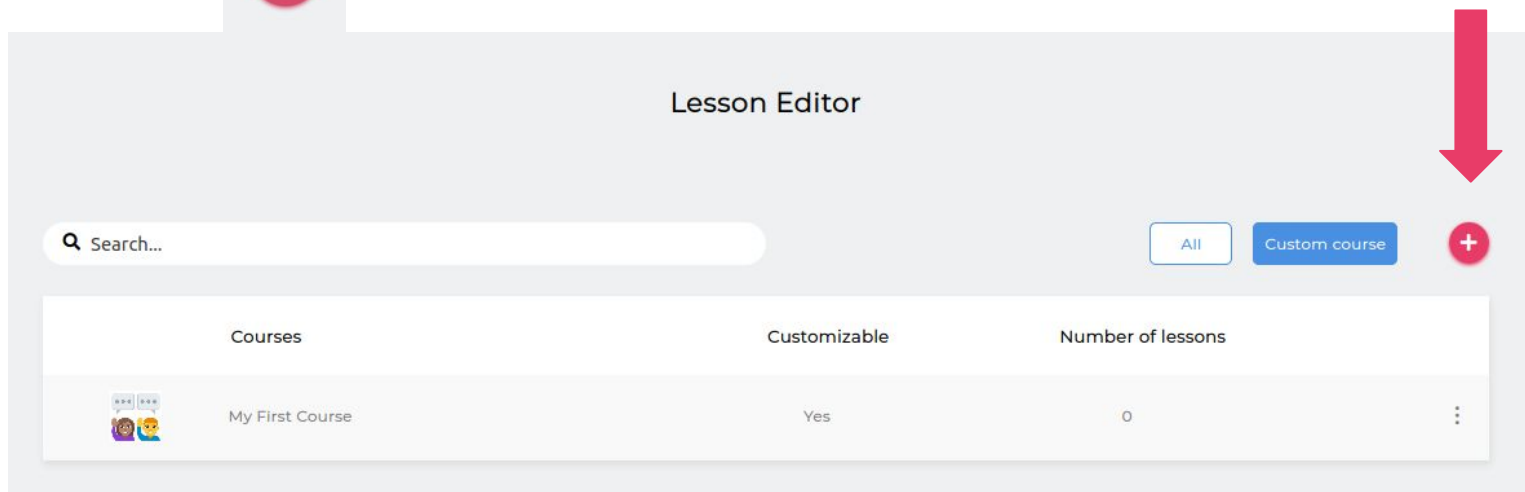 Lesson Editor
Search...
All
Custom course
Courses
Customizable
Number of lessons
My First Course
Yes
0